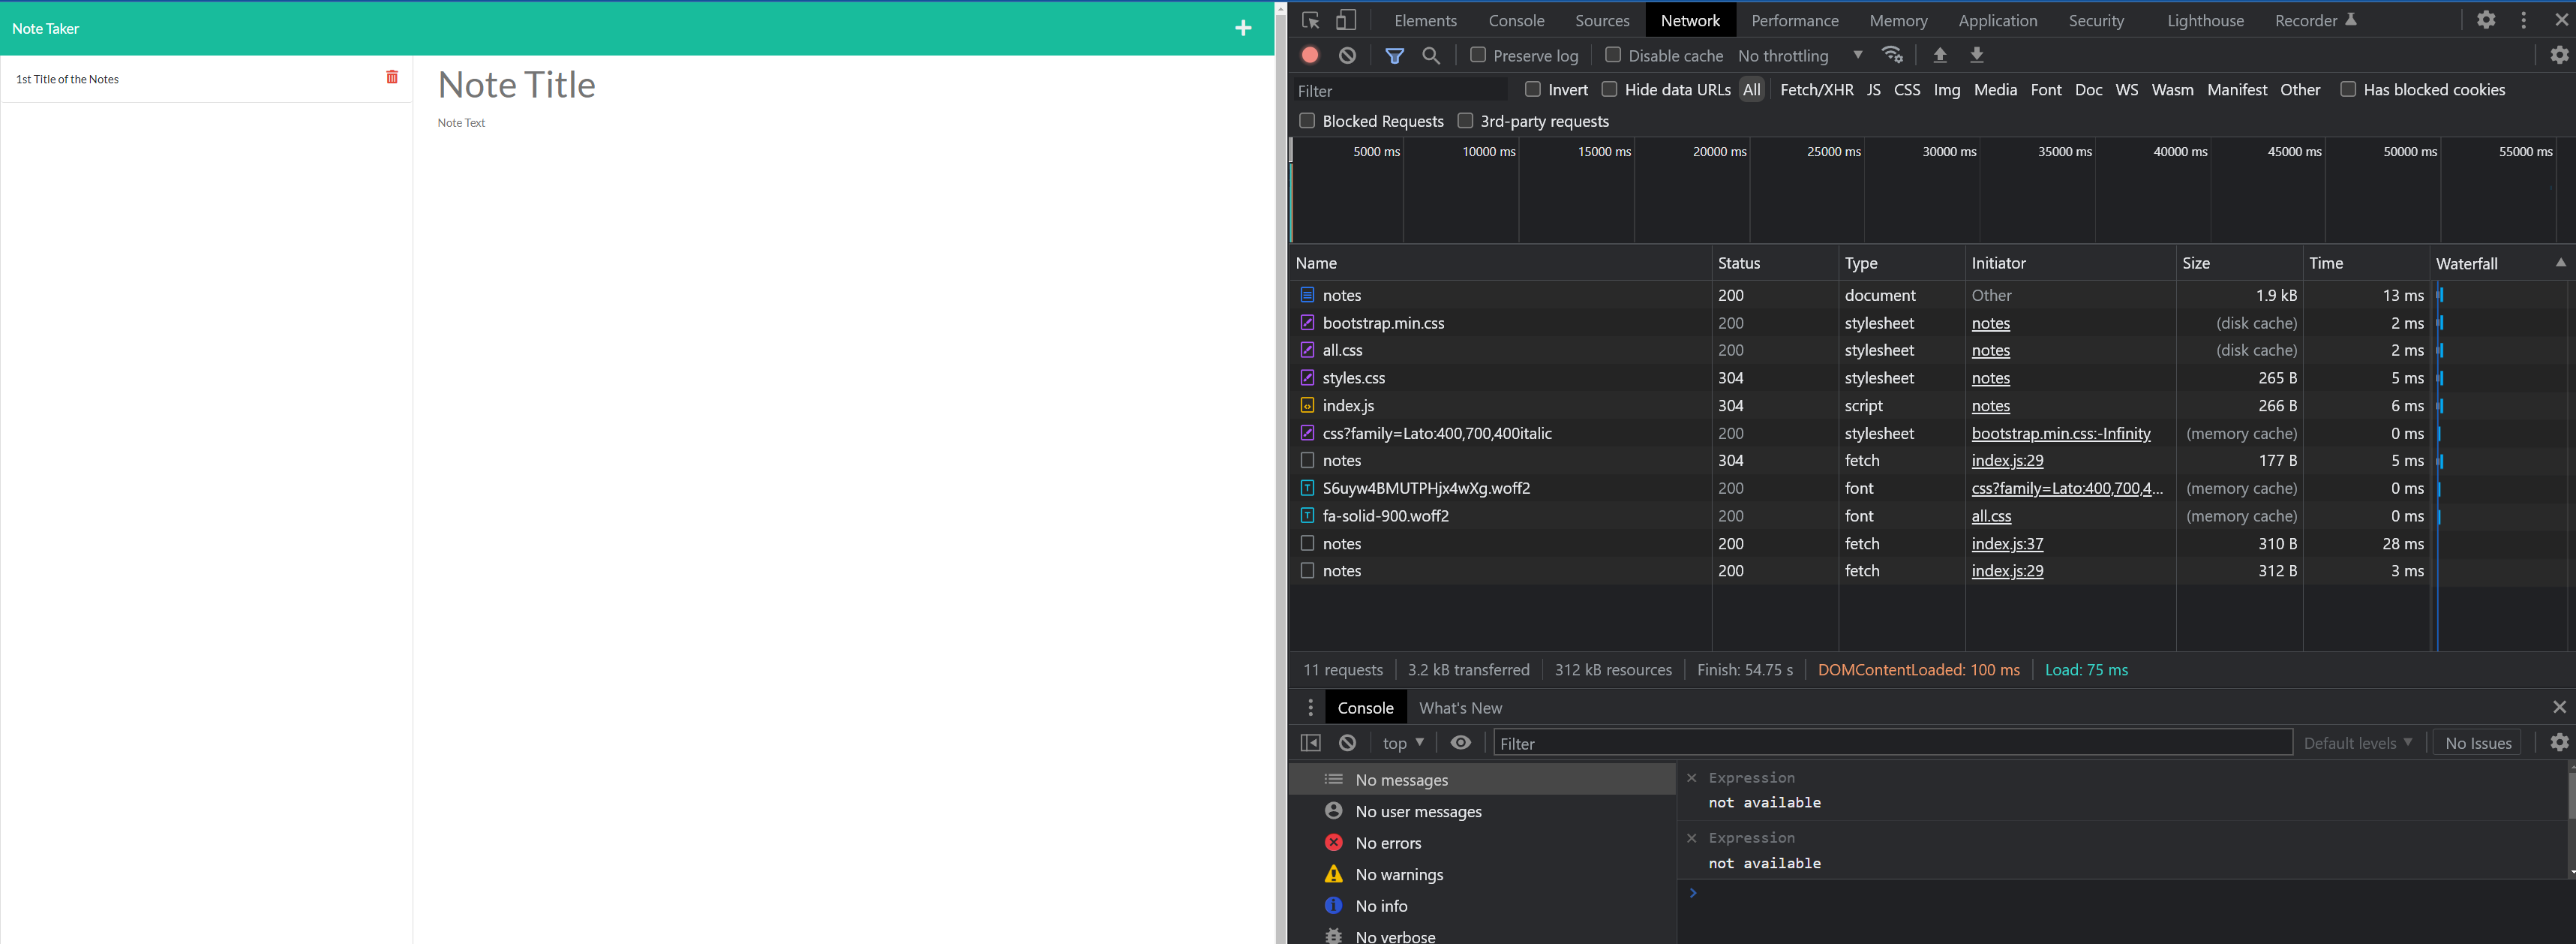 Note Taker
1st Title of the Notes
Note Title
Note Text
Elements Console Sources Network Performance Memory Application Security Lighthouse Recorder
Preserve log Disable cache No throttling
Filter Invert Hide data URLs All Fetch/XHR JS CSS Img Media Font Doc WS Wasm Manifest Other Has blocked cookies
Blocked Requests 3rd-party requests
5000 ms 10000 ms 15000 ms 20000 ms 25000 ms 30000 ms 35000 ms 40000 ms 45000 ms 50000 ms 55000 ms
Name Status Type Initiator Size Time Waterfall
notes 200 document Other 1.9 kB 13 ms
bootstrap.min.css 200 stylesheet notes (disk cache) 2 ms
all.css 200 stylesheet notes (disk cache) 2 ms
styles.css 304 stylesheet notes 265 B 5 ms
index.js 304 script notes 266 B 6 ms
css?family=Lato:400,700,400italic 200 stylesheet bootstrap.min.css:-Infinity (memory cache) 0 ms
notes 304 fetch index.js:29 177 B 5 ms
S6uyw4BMUTPHjx4wXg.woff2 200 font css?family=Lato:400,700,4... (memory cache) 0 ms
fa-solid-900.woff2 200 font all.css (memory cache) 0 ms
notes 200 fetch index.js:37 310 B 28 ms
notes 200 fetch index.js:29 312 B 3 ms
11 requests 3.2 kB transferred 312 kB resources Finish: 54.75 s DOMContentLoaded: 100 ms Load: 75 ms
Console What's New
top Filter Default levels No Issues
No messages
No user messages
No errors
No warnings
No info
No verbose
Expression
not available
Expression
not available